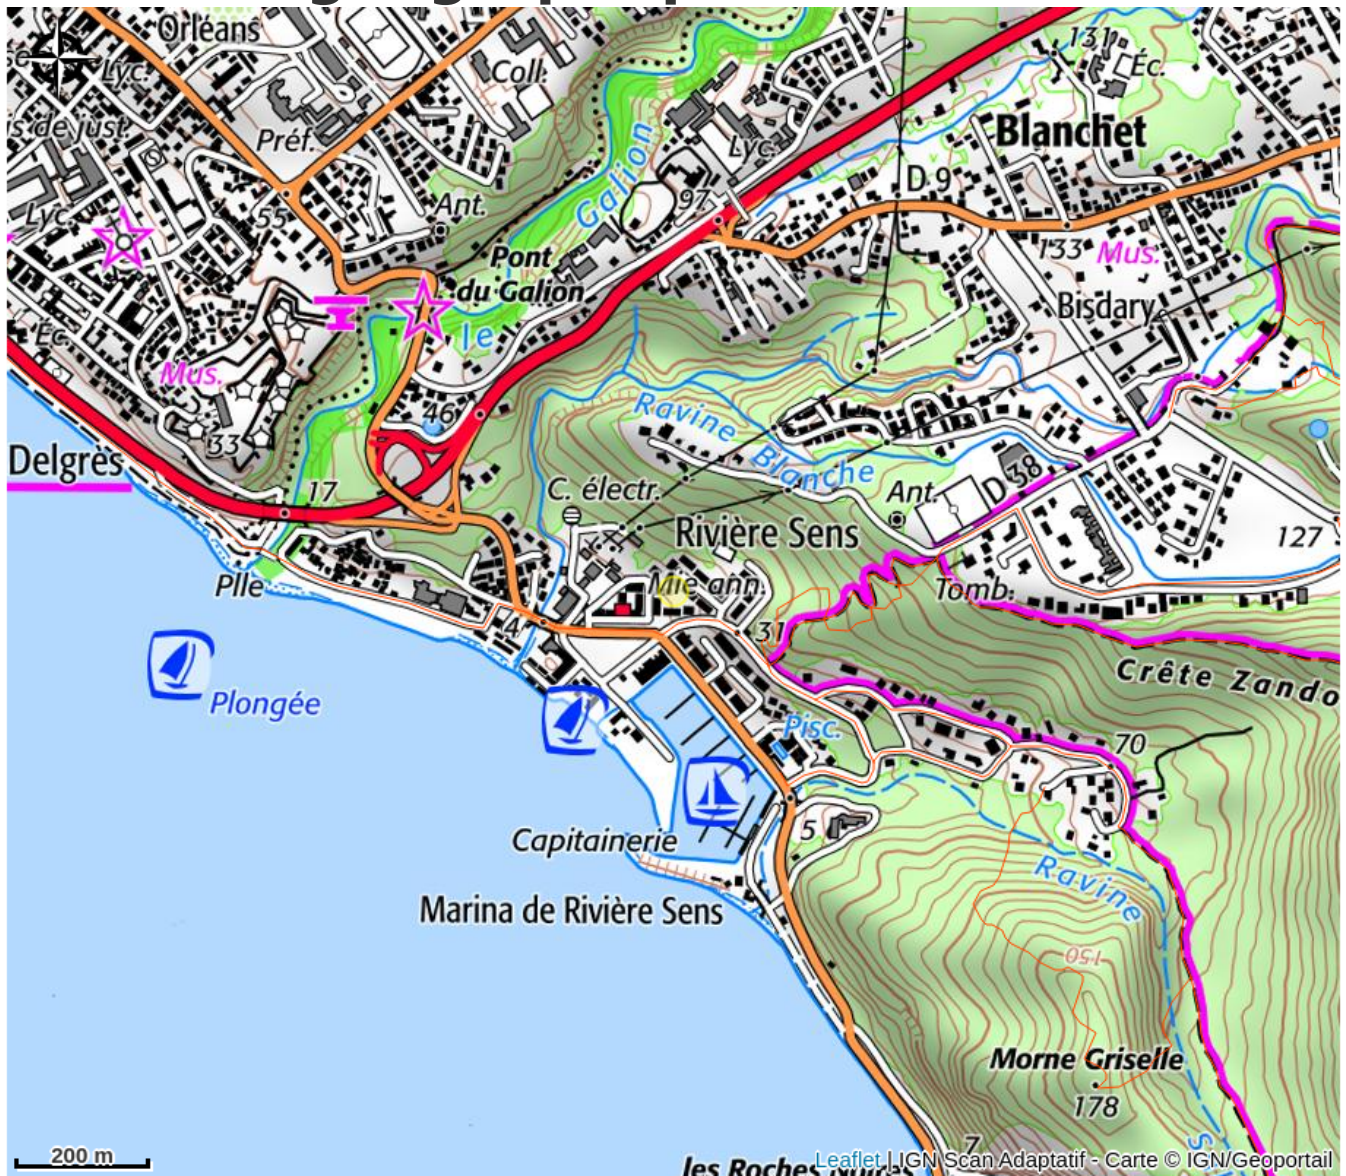 Orléans
Lyc.
Coll.
131
Éc.
is de just.
Préf.
Blanchet
Lyc.
Galion
D 9
Lyc.
55
Ant.
97
133
Mus.
Pont
du Galion
le
Bisdary
Éc.
Mus.
46
Ravine
Blanche
33
Delgrès
17
C. électr.
Ant.
D 38
Rivière Sens
127
Plle
Mie ann.
Tomb.
4
31
Crête Zando
Plongée
Pisc.
70
Capitainerie
5
Ravine
Marina de Rivière Sens
150
Morne Griselle
178
7
S
200 m
les Roches Noires
Leaflet | IGN Scan Adaptatif - Carte © IGN/Geoportail